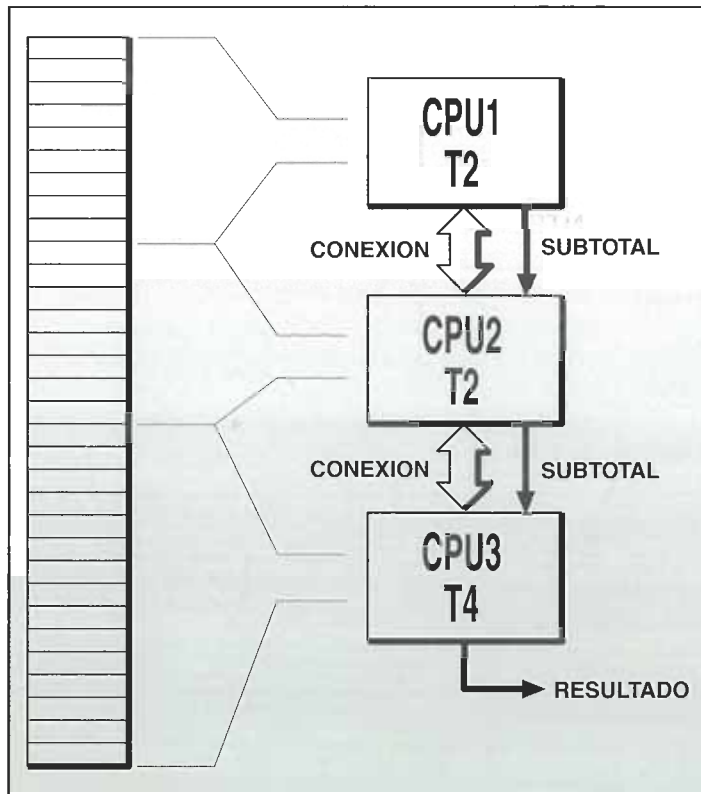 CPU1
T2
CONEXION
SUBTOTAL
CPU2
T2
CONEXION
SUBTOTAL
CPU3
T4
RESULTADO